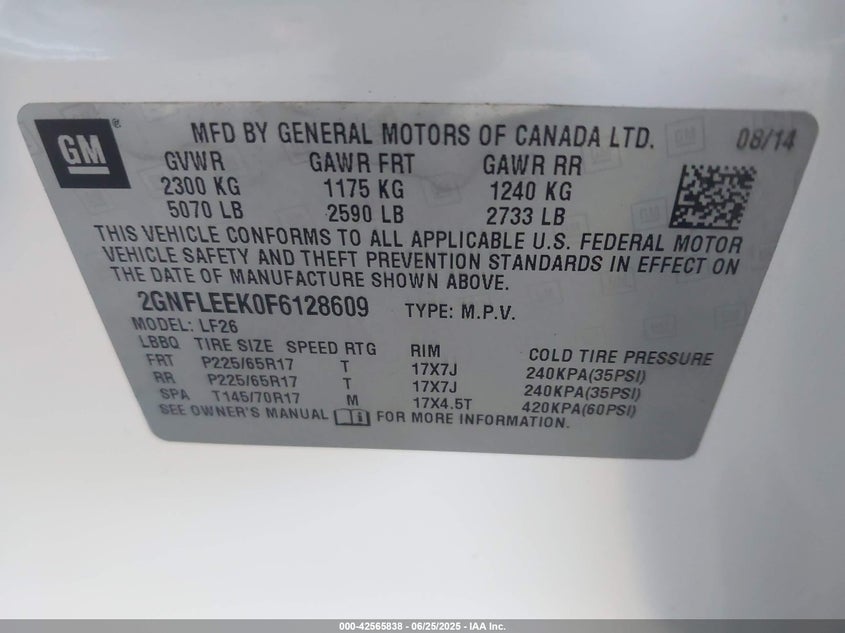 GM® MFD BY GENERAL MOTORS OF CANADA LTD. 08/14
GVWR GAWR FRT GAWR RR
2300 KG 1175 KG 1240 KG
5070 LB 2590 LB 2733 LB
THIS VEHICLE CONFORMS TO ALL APPLICABLE U.S. FEDERAL MOTOR
VEHICLE SAFETY AND THEFT PREVENTION STANDARDS IN EFFECT ON
THE DATE OF MANUFACTURE SHOWN ABOVE.
2GNFLEEK0F6128609 TYPE: M.P.V.
MODEL: LF26
LBBQ TIRE SIZE SPEED RTG RIM COLD TIRE PRESSURE
FRT P225/65R17 T 17X7J 240KPA(35PSI)
RR P225/65R17 T 17X7J 240KPA(35PSI)
SPA T145/70R17 M 17X4.5T 420KPA(60PSI)
SEE OWNER'S MANUAL FOR MORE INFORMATION.
000-42565838 - 06/25/2025 - IAA Inc.